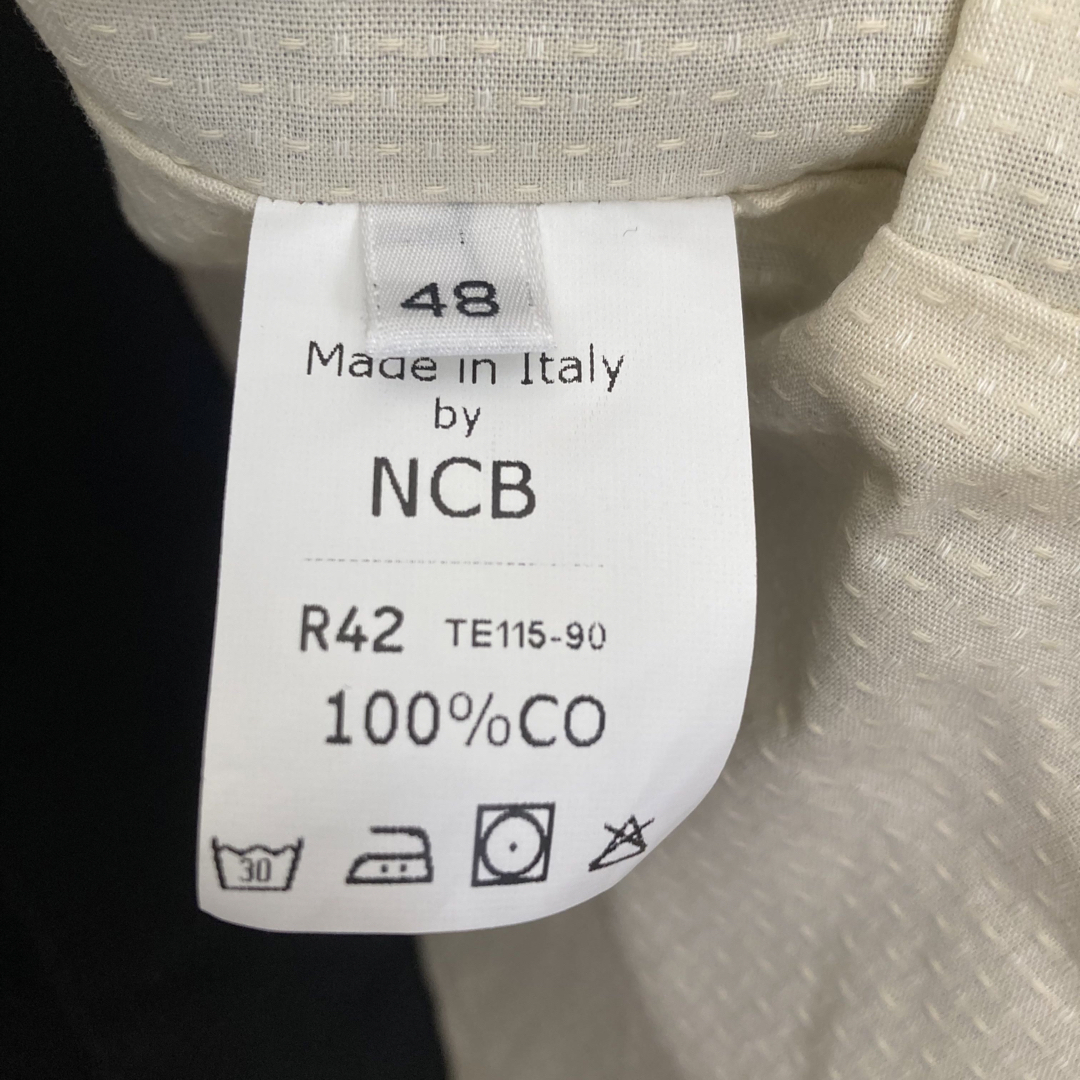 48
Made in Italy
by
NCB
R42 TE115-90
100%CO
30